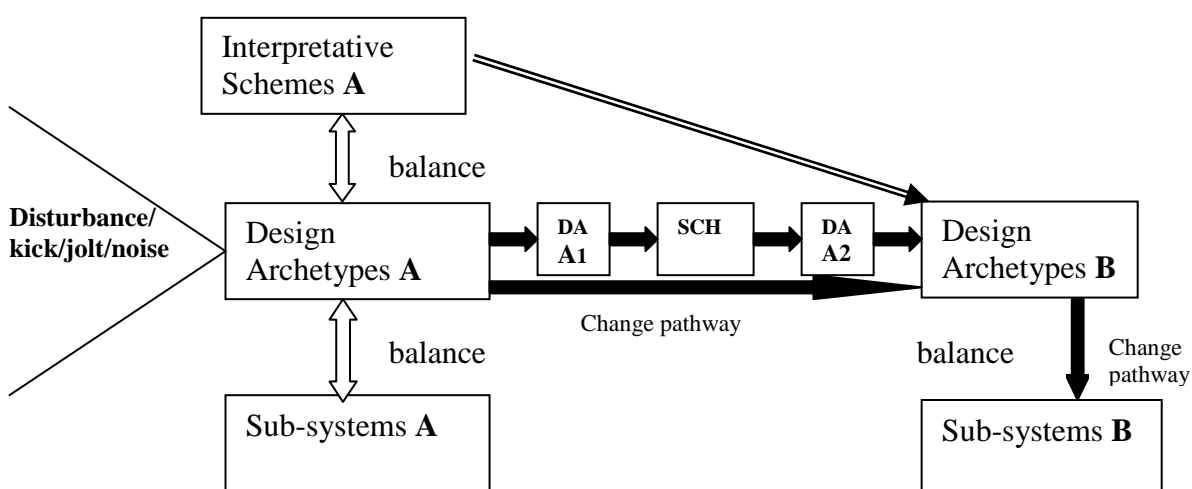 Interpretative
Schemes A
balance
Disturbance/
kick/jolt/noise
Design
Archetypes A
DA
A1
SCH
DA
A2
Design
Archetypes B
Change pathway
balance
balance
Change
pathway
Sub-systems A
Sub-systems B